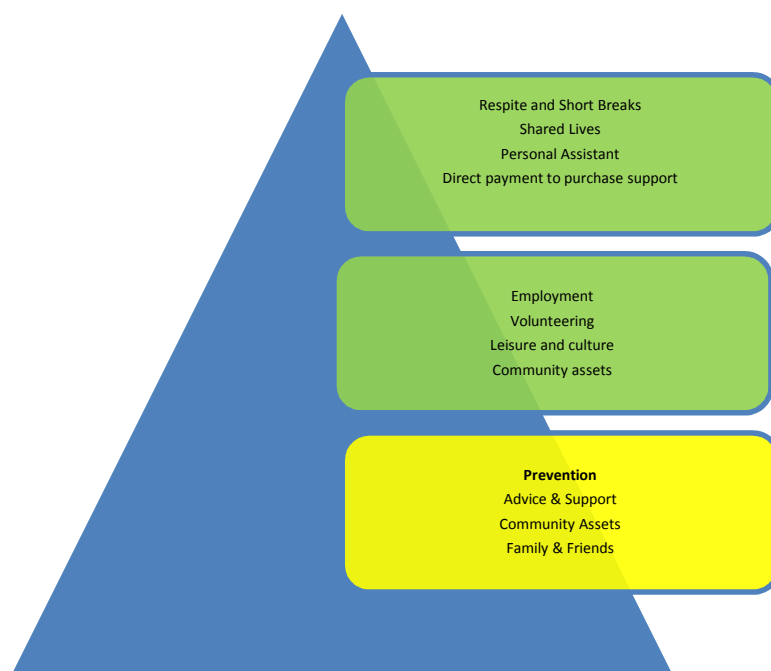 Respite and Short Breaks
Shared Lives
Personal Assistant
Direct payment to purchase support
Employment
Volunteering
Leisure and culture
Community assets
Prevention
Advice & Support
Community Assets
Family & Friends